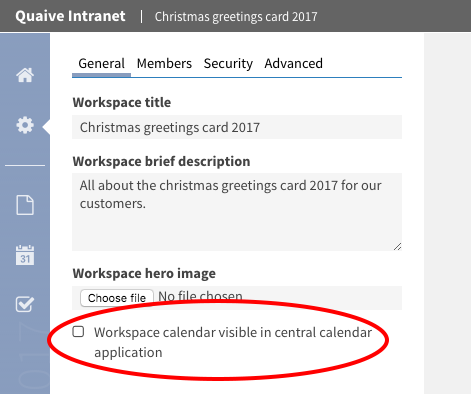 Quaive Intranet | Christmas greetings card 2017
General Members Security Advanced
Workspace title
Christmas greetings card 2017
Workspace brief description
All about the christmas greetings card 2017 for our
customers.
Workspace hero image
Choose file No file chosen
Workspace calendar visible in central calendar
application
31
017